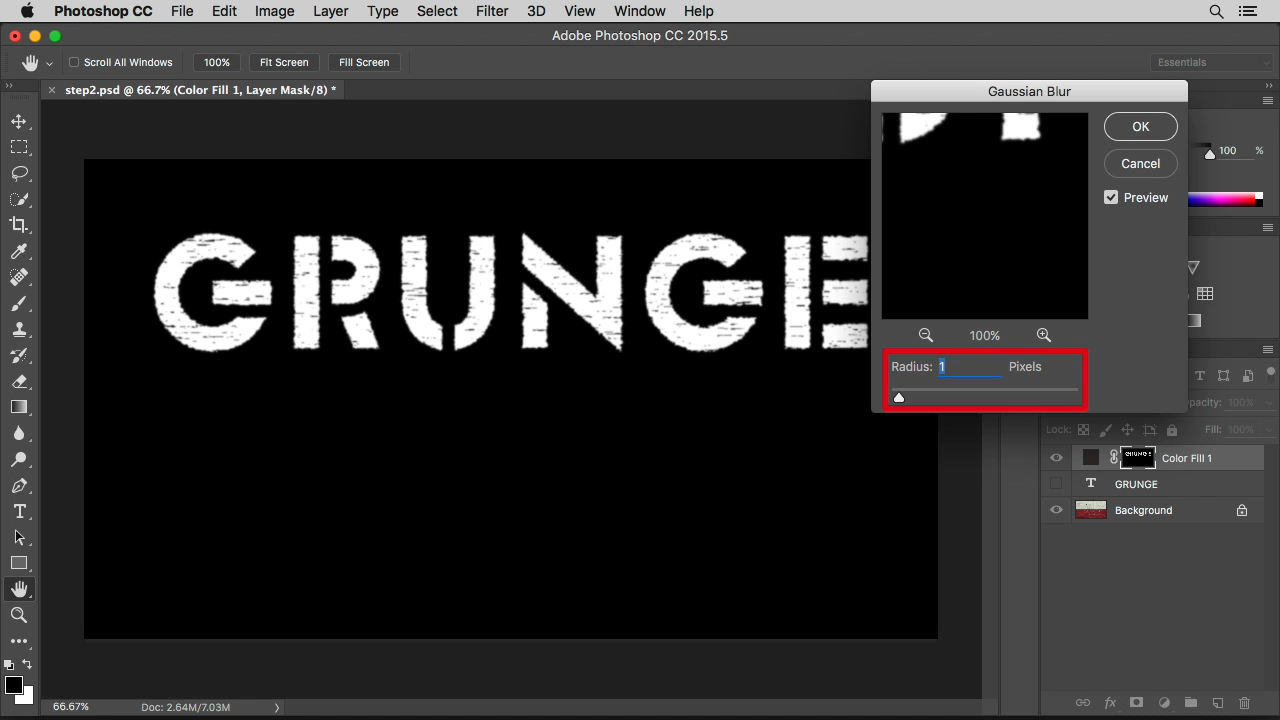 Photoshop CC File Edit Image Layer Type Select Filter 3D View Window Help
Adobe Photoshop CC 2015.5
Scroll All Windows 100% Fit Screen Fill Screen Essentials
× step2.psd @ 66.7% (Color Fill 1, Layer Mask/8) *
Gaussian Blur
OK
100 %
Cancel
Preview
GRUNGE
100%
Radius: 1 Pixels
Opacity: 100%
Lock: Fill: 100%
GRUNGE Color Fill 1
T GRUNGE
Background
66.67% Doc: 2.64M/7.03M